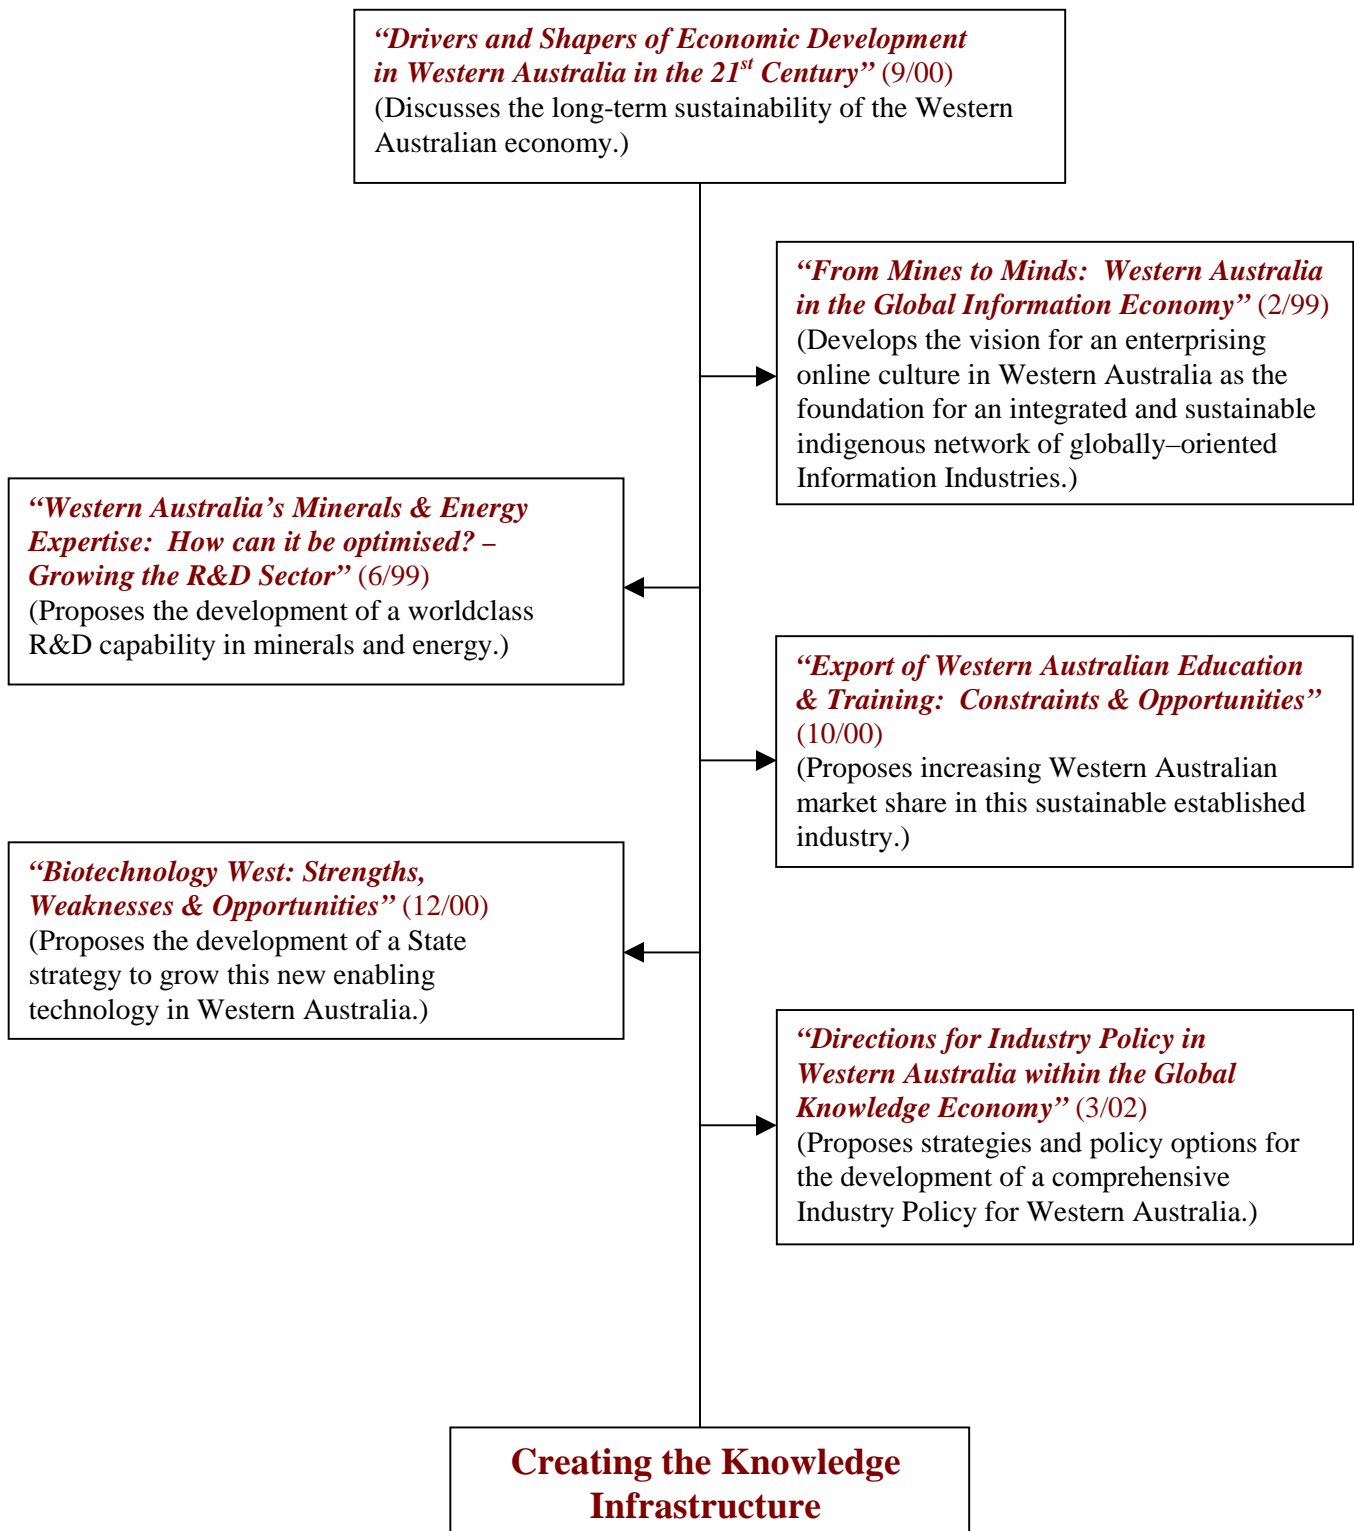 “Drivers and Shapers of Economic Development
in Western Australia in the 21st Century” (9/00)
(Discusses the long-term sustainability of the Western
Australian economy.)
“From Mines to Minds:  Western Australia
in the Global Information Economy” (2/99)
(Develops the vision for an enterprising
online culture in Western Australia as the
foundation for an integrated and sustainable
indigenous network of globally–oriented
Information Industries.)
“Western Australia’s Minerals & Energy
Expertise:  How can it be optimised? –
Growing the R&D Sector” (6/99)
(Proposes the development of a worldclass
R&D capability in minerals and energy.)
“Export of Western Australian Education
& Training:  Constraints & Opportunities”
(10/00)
(Proposes increasing Western Australian
market share in this sustainable established
industry.)
“Biotechnology West: Strengths,
Weaknesses & Opportunities” (12/00)
(Proposes the development of a State
strategy to grow this new enabling
technology in Western Australia.)
“Directions for Industry Policy in
Western Australia within the Global
Knowledge Economy” (3/02)
(Proposes strategies and policy options for
the development of a comprehensive
Industry Policy for Western Australia.)
Creating the Knowledge
Infrastructure